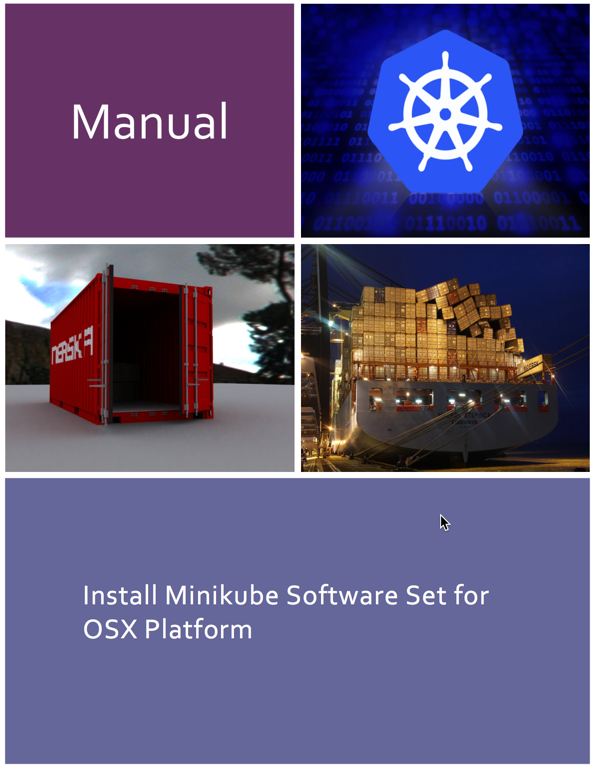 Manual
Install Minikube Software Set for
OSX Platform